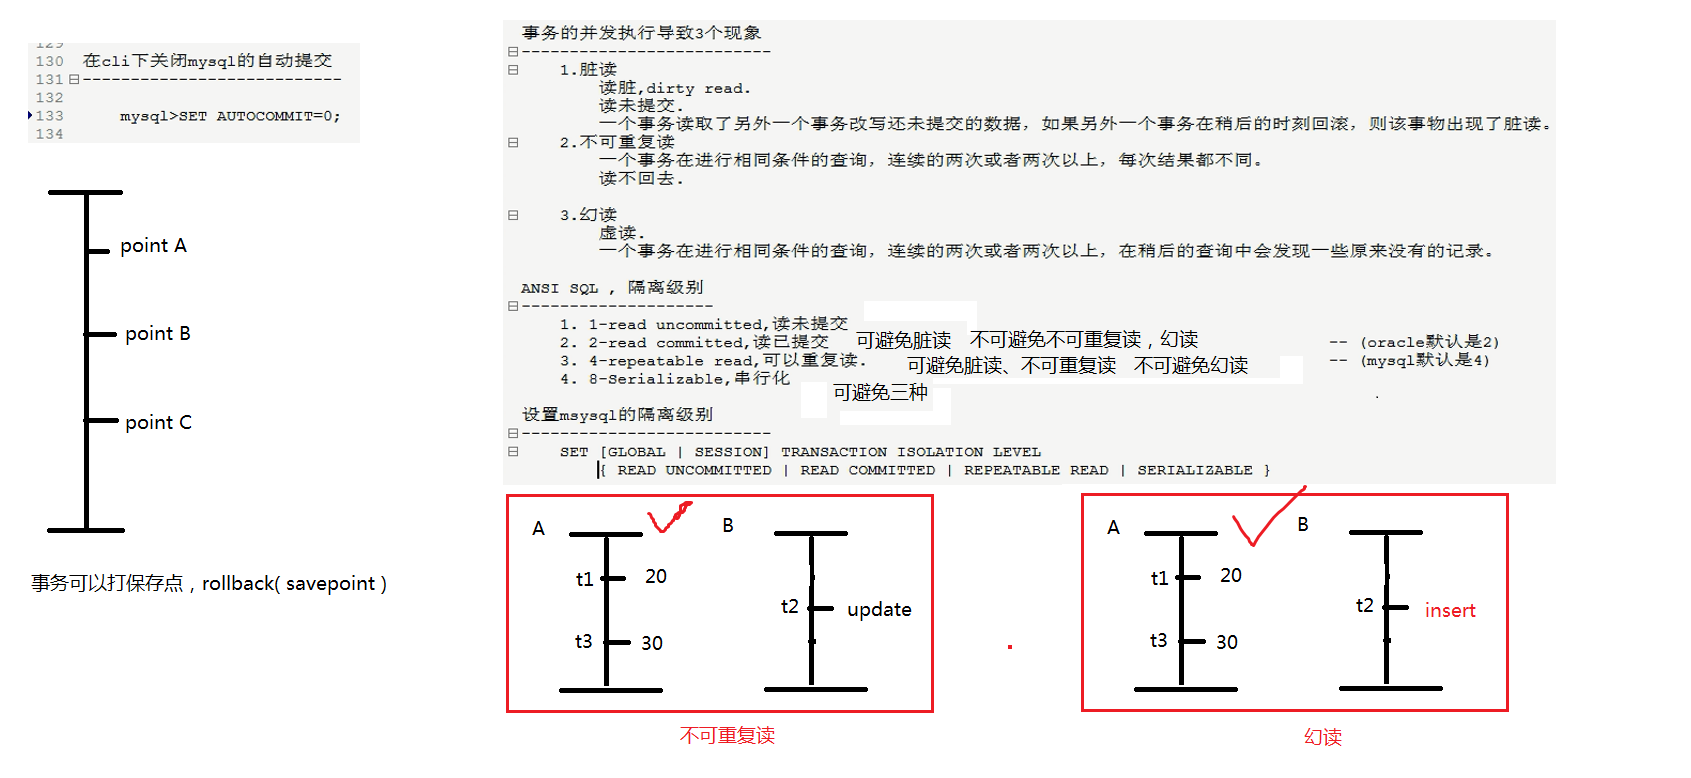 129
130 在cli下关闭mysql的自动提交
131 ---------------------------
132
133 mysql>SET AUTOCOMMIT=0;
134
point A
point B
point C
事务可以打保存点，rollback( savepoint )
事务的并发执行导致3个现象
--------------------------
1.脏读
读脏,dirty read.
读未提交.
一个事务读取了另外一个事务改写还未提交的数据，如果另外一个事务在稍后的时刻回滚，则该事物出现了脏读。
2.不可重复读
一个事务在进行相同条件的查询，连续的两次或者两次以上，每次结果都不同。
读不回去.
3.幻读
虚读.
一个事务在进行相同条件的查询，连续的两次或者两次以上，在稍后的查询中会发现一些原来没有的记录。
ANSI SQL , 隔离级别
--------------------
1. 1-read uncommitted,读未提交
2. 2-read committed,读已提交 可避免脏读 不可避免不可重复读，幻读 -- (oracle默认是2)
3. 4-repeatable read,可以重复读. 可避免脏读、不可重复读 不可避免幻读 -- (mysql默认是4)
4. 8-Serializable,串行化 可避免三种
设置msysql的隔离级别
--------------------------
SET [GLOBAL | SESSION] TRANSACTION ISOLATION LEVEL
{ READ UNCOMMITTED | READ COMMITTED | REPEATABLE READ | SERIALIZABLE }
A B
t1 20
t2 update
t3 30
不可重复读
A B
t1 20
t2 insert
t3 30
幻读